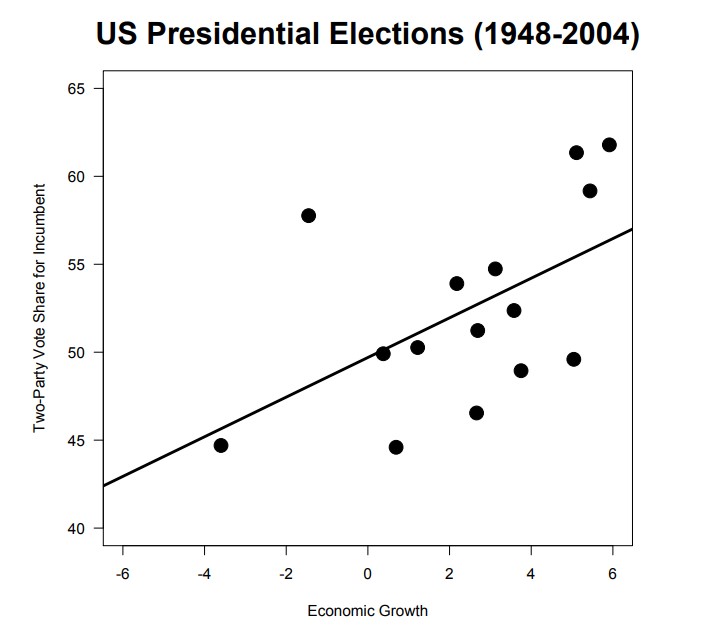 US Presidential Elections (1948-2004)
65
60
55
50
45
40
Two-Party Vote Share for Incumbent
-6 -4 -2 0 2 4 6
Economic Growth